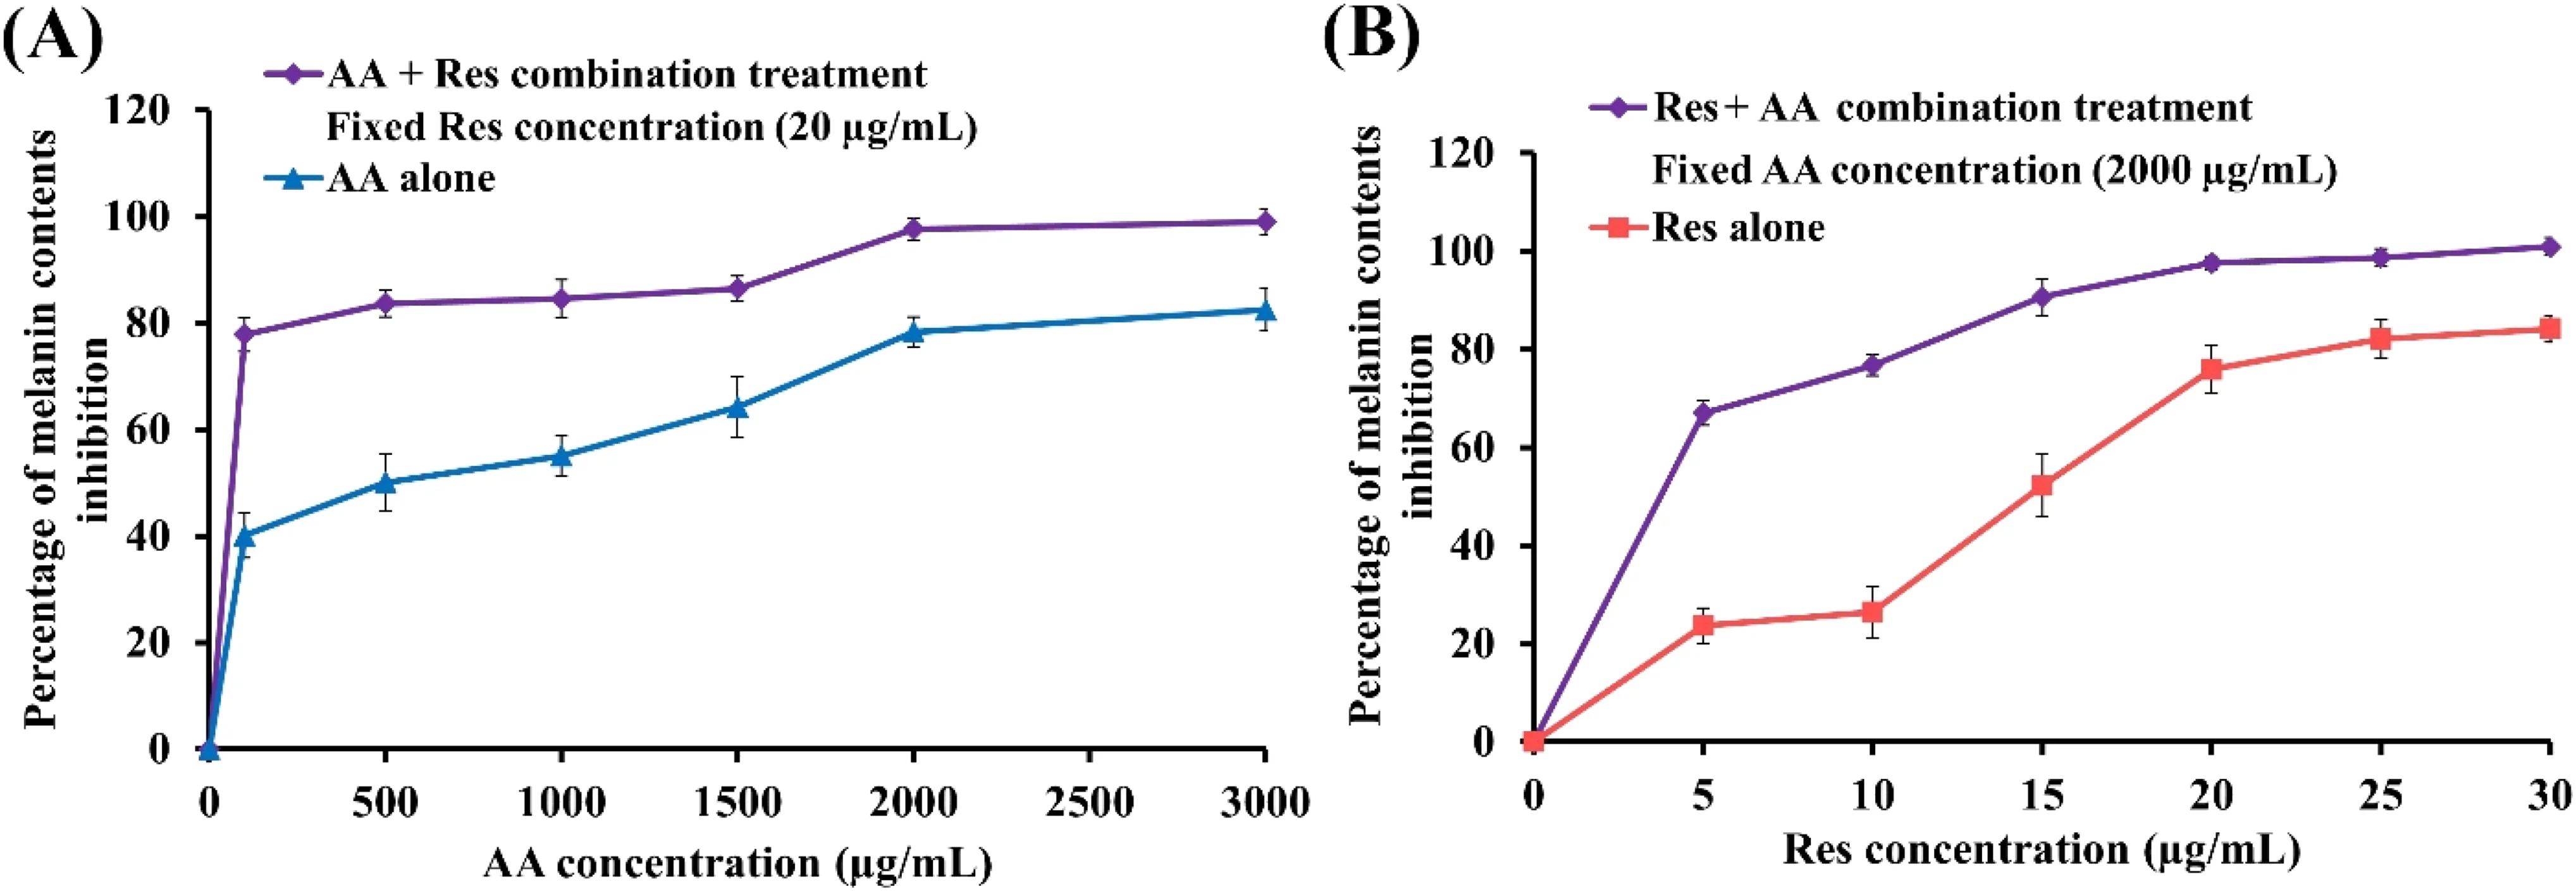 (A)
AA + Res combination treatment
Fixed Res concentration (20 µg/mL)
AA alone
Percentage of melanin contents
inhibition
120
100
80
60
40
20
0
0 500 1000 1500 2000 2500 3000
AA concentration (µg/mL)
(B)
Res + AA combination treatment
Fixed AA concentration (2000 µg/mL)
Res alone
Percentage of melanin contents
inhibition
120
100
80
60
40
20
0
0 5 10 15 20 25 30
Res concentration (µg/mL)